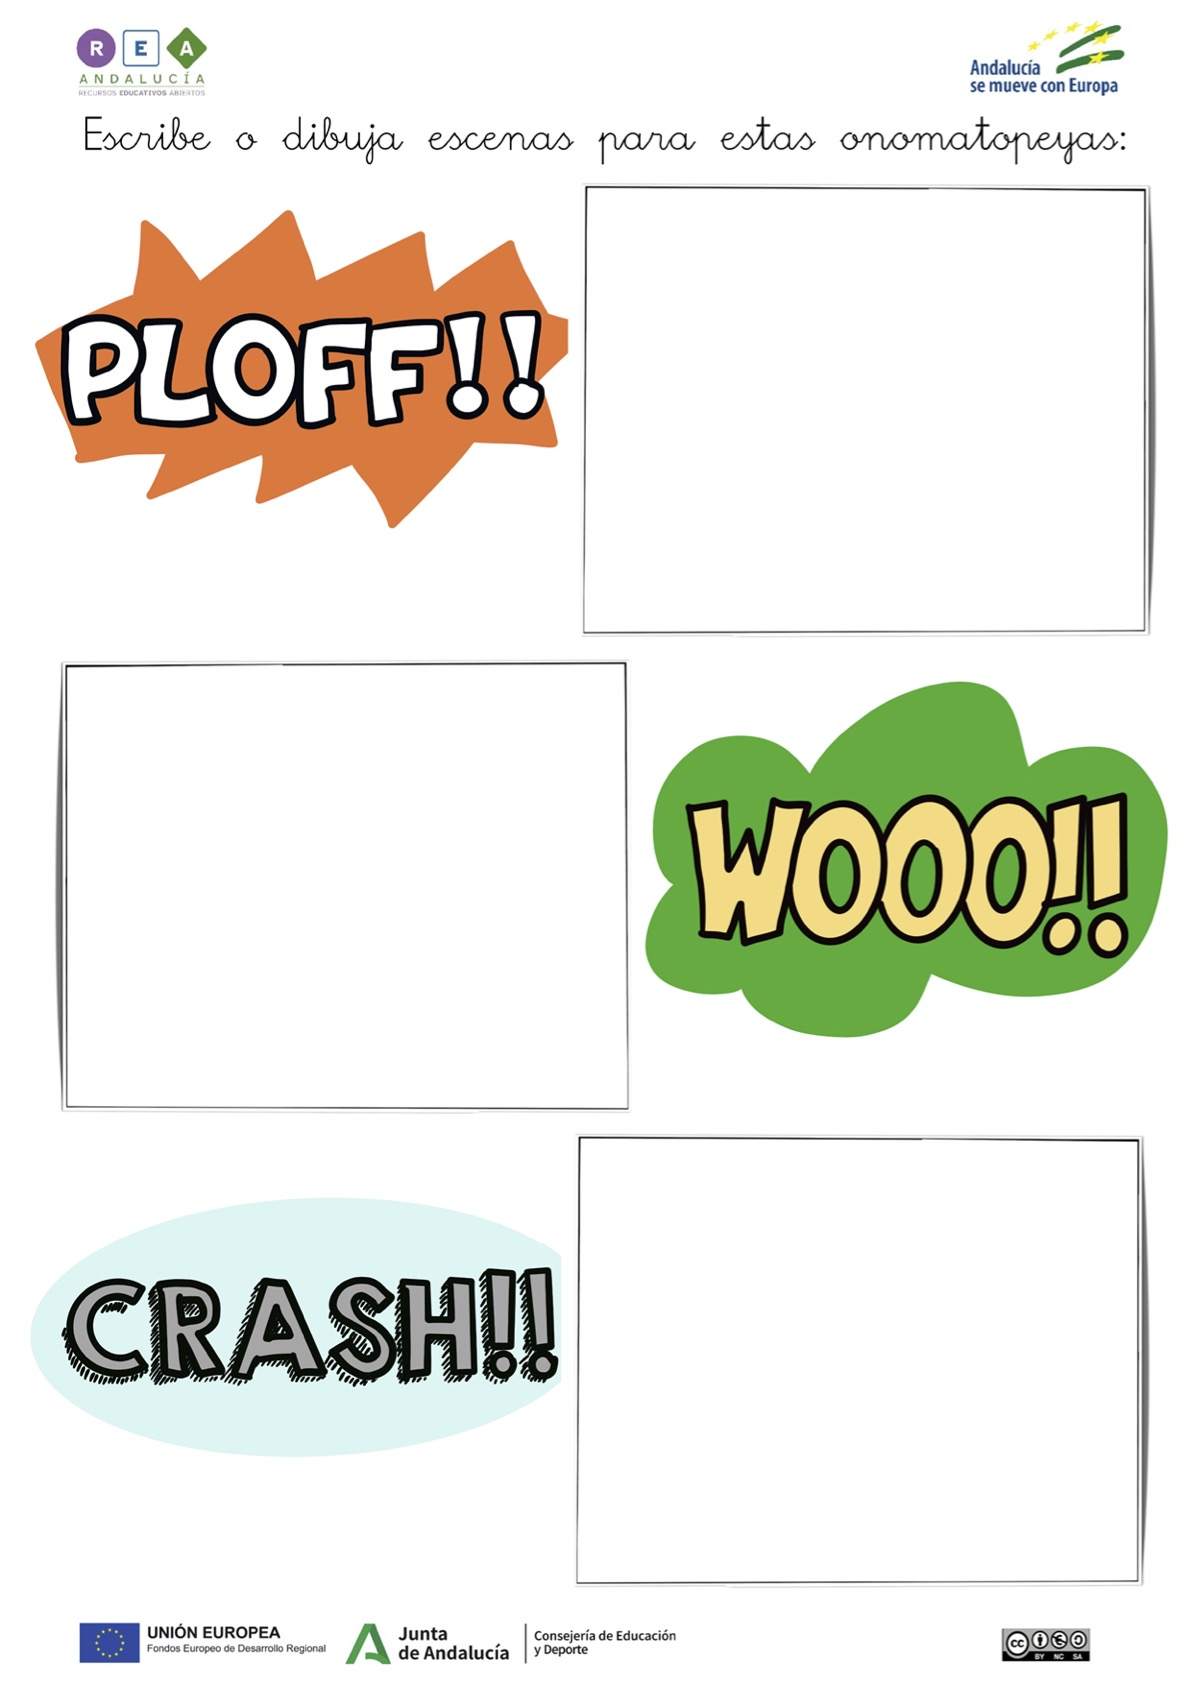 R E A
ANDALUCÍA
RECURSOS EDUCATIVOS ABIERTOS
Andalucía
se mueve con Europa
Escribe o dibuja escenas para estas onomatopeyas:
PLOFF!!
WOOO!!
CRASH!!
UNIÓN EUROPEA
Fondos Europeo de Desarrollo Regional
Junta
de Andalucía
Consejería de Educación
y Deporte
cc
BY NC SA